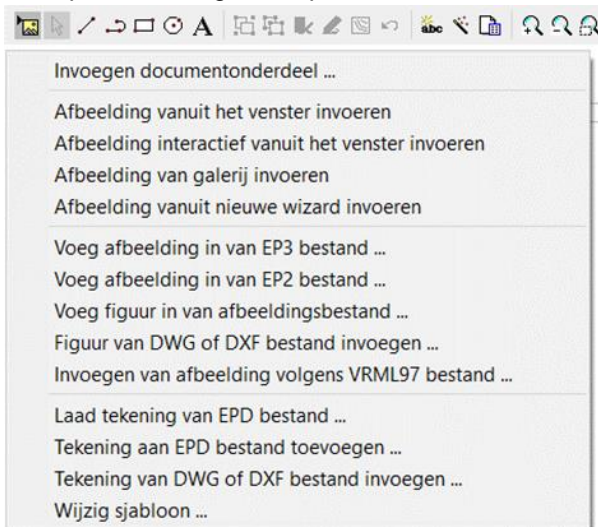 A
abc
Invoegen documentonderdeel ...
Afbeelding vanuit het venster invoeren
Afbeelding interactief vanuit het venster invoeren
Afbeelding van galerij invoeren
Afbeelding vanuit nieuwe wizard invoeren
Voeg afbeelding in van EP3 bestand ...
Voeg afbeelding in van EP2 bestand ...
Voeg figuur in van afbeeldingsbestand ...
Figuur van DWG of DXF bestand invoegen ...
Invoegen van afbeelding volgens VRML97 bestand ...
Laad tekening van EPD bestand ...
Tekening aan EPD bestand toevoegen ...
Tekening van DWG of DXF bestand invoegen ...
Wijzig sjabloon ...